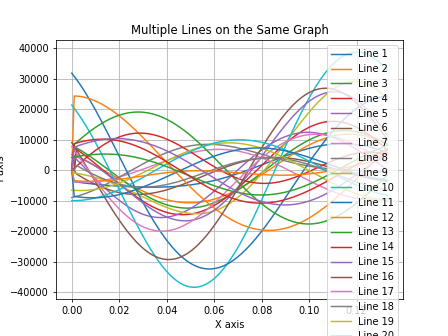 Multiple Lines on the Same Graph
40000
30000
20000
10000
0
−10000
−20000
−30000
−40000
0.00
0.02
0.04
0.06
0.08
0.10
X axis
Line 1
Line 2
Line 3
Line 4
Line 5
Line 6
Line 7
Line 8
Line 9
Line 10
Line 11
Line 12
Line 13
Line 14
Line 15
Line 16
Line 17
Line 18
Line 19
Line 20